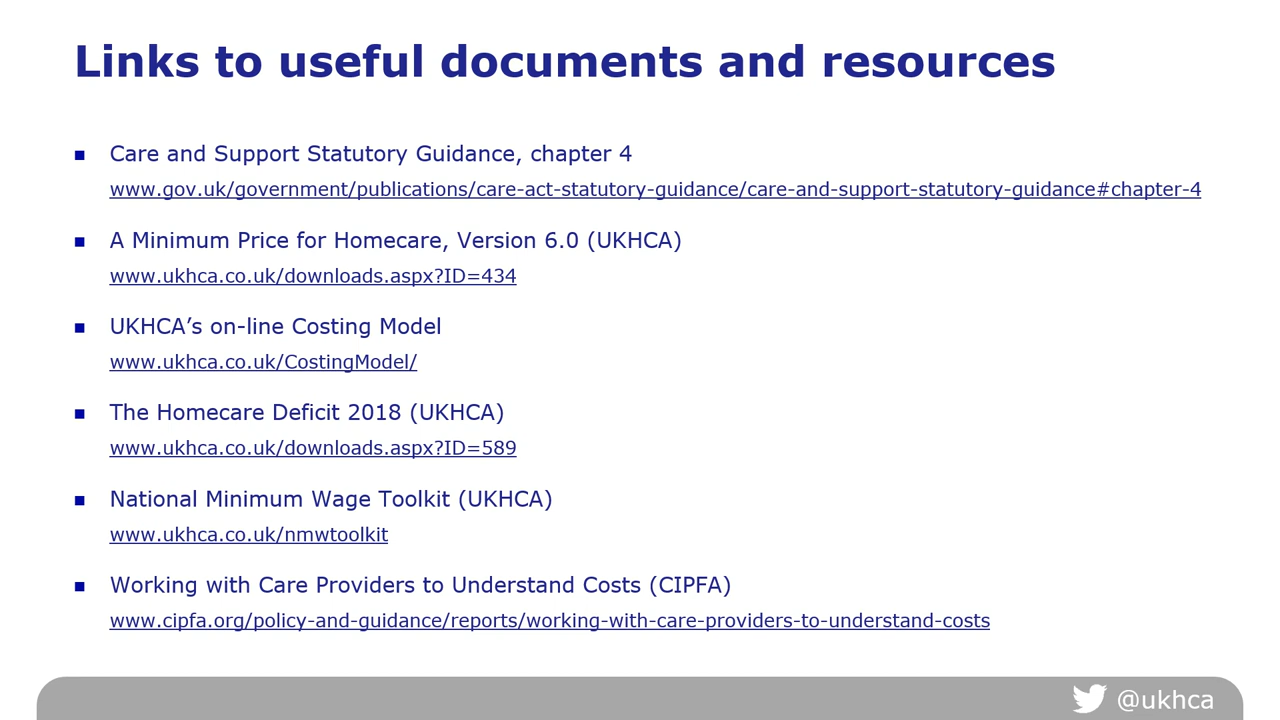 Links to useful documents and resources
Care and Support Statutory Guidance, chapter 4
www.gov.uk/government/publications/care-act-statutory-guidance/care-and-support-statutory-guidance#chapter-4
A Minimum Price for Homecare, Version 6.0 (UKHCA)
www.ukhca.co.uk/downloads.aspx?ID=434
UKHCA’s on-line Costing Model
www.ukhca.co.uk/CostingModel/
The Homecare Deficit 2018 (UKHCA)
www.ukhca.co.uk/downloads.aspx?ID=589
National Minimum Wage Toolkit (UKHCA)
www.ukhca.co.uk/nmwtoolkit
Working with Care Providers to Understand Costs (CIPFA)
www.cipfa.org/policy-and-guidance/reports/working-with-care-providers-to-understand-costs
@ukhca